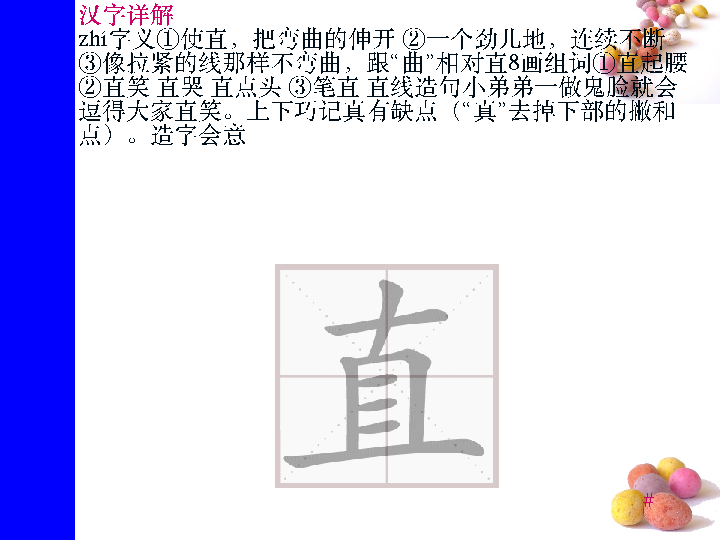 汉字详解
zhí字义①使直，把弯曲的伸开 ②一个劲儿地，连续不断
③像拉紧的线那样不弯曲，跟“曲”相对直8画组词①直起腰
②直笑 直哭 直点头 ③笔直 直线造句小弟弟一做鬼脸就会
逗得大家直笑。上下巧记真有缺点（“真”去掉下部的撇和
点）。造字会意
直
#